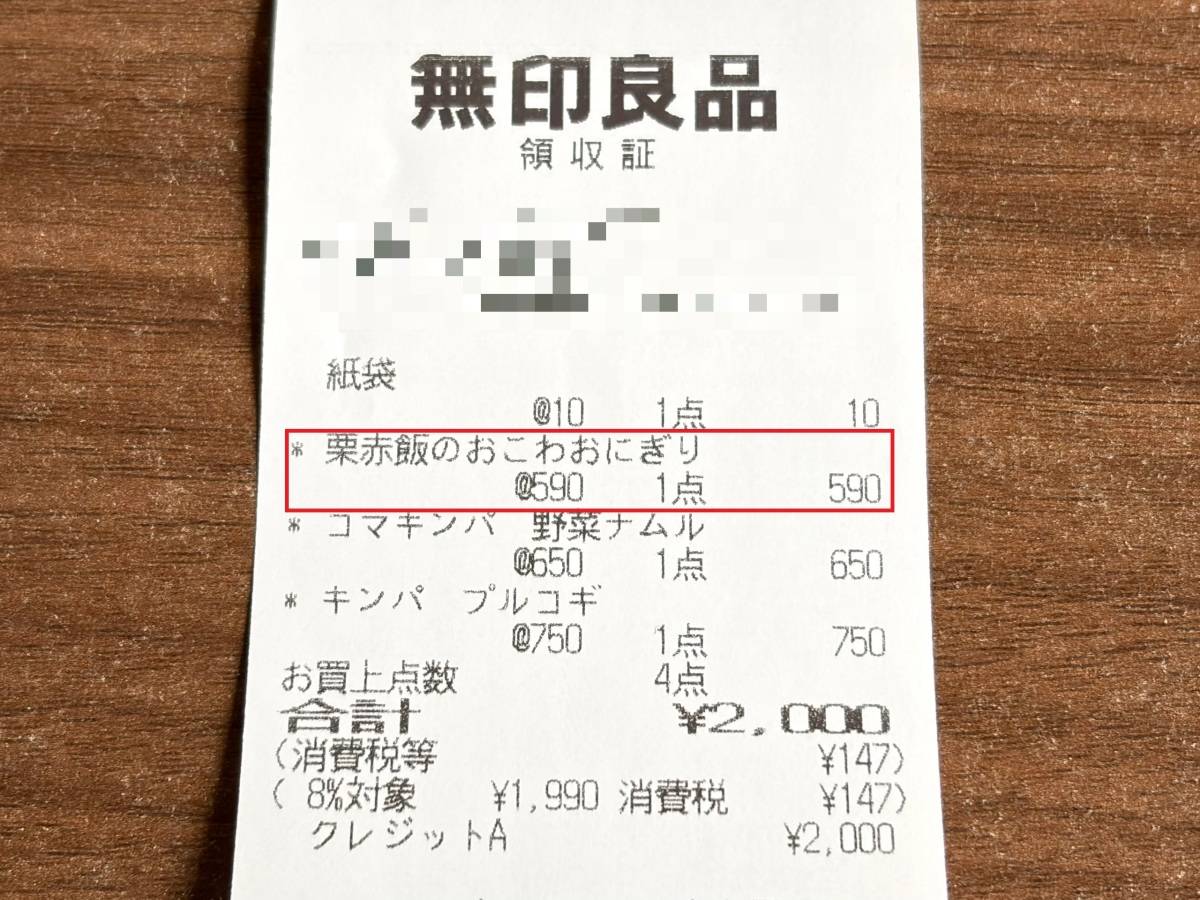 無印良品
領収証
紙袋
@10 1点 10
* 栗赤飯のおこわおにぎり
@590 1点 590
* コマキンパ 野菜ナムル
@650 1点 650
* キンパ プルコギ
@750 1点 750
お買上点数 4点
合計 ¥2,000
(消費税等 ¥147)
( 8%対象 ¥1,990 消費税 ¥147)
クレジットA ¥2,000